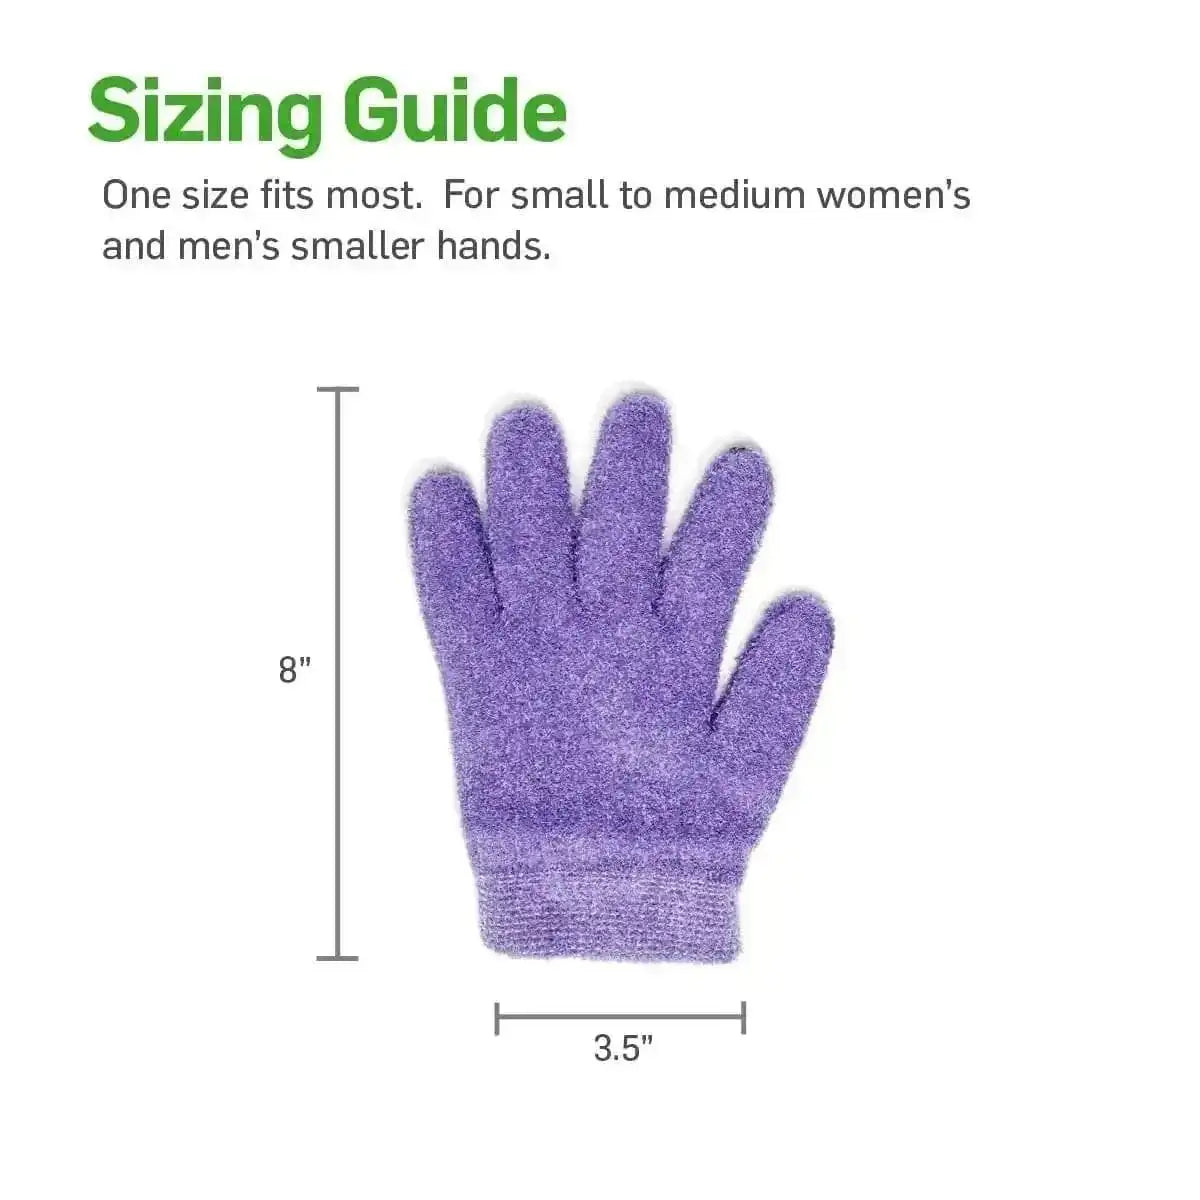 Sizing Guide
One size fits most.  For small to medium women’s
and men’s smaller hands.
8”
3.5”